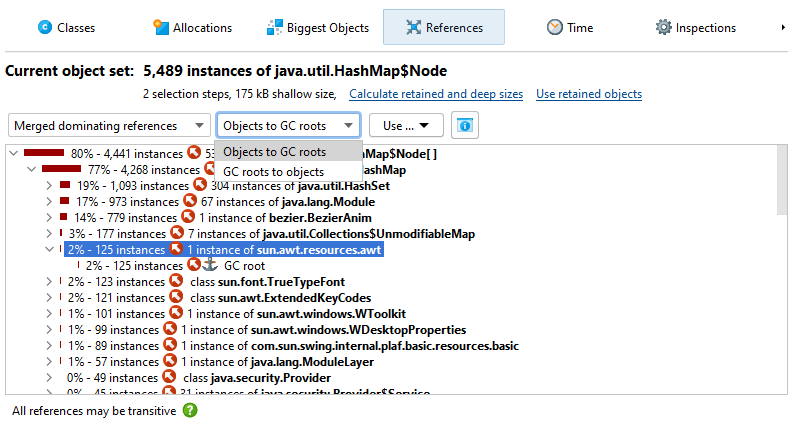 Classes Allocations Biggest Objects References Time Inspections
Current object set: 5,489 instances of java.util.HashMap$Node
2 selection steps, 175 kB shallow size, Calculate retained and deep sizes Use retained objects
Merged dominating references Objects to GC roots Use ...
Objects to GC roots
GC roots to objects
80% - 4,441 instances 53 hMap$Node[ ]
77% - 4,268 instances HashMap
19% - 1,093 instances 304 instances of java.util.HashSet
17% - 973 instances 67 instances of java.lang.Module
14% - 779 instances 1 instance of bezier.BezierAnim
3% - 177 instances 7 instances of java.util.Collections$UnmodifiableMap
2% - 125 instances 1 instance of sun.awt.resources.awt
2% - 125 instances GC root
2% - 123 instances class sun.font.TrueTypeFont
2% - 121 instances class sun.awt.ExtendedKeyCodes
1% - 101 instances 1 instance of sun.awt.windows.WToolkit
1% - 99 instances 1 instance of sun.awt.windows.WDesktopProperties
1% - 89 instances 1 instance of com.sun.swing.internal.plaf.basic.resources.basic
1% - 57 instances 1 instance of java.lang.ModuleLayer
0% - 49 instances class java.security.Provider
0% - 45 instances 31 instances of java.security.Provider$Service
All references may be transitive